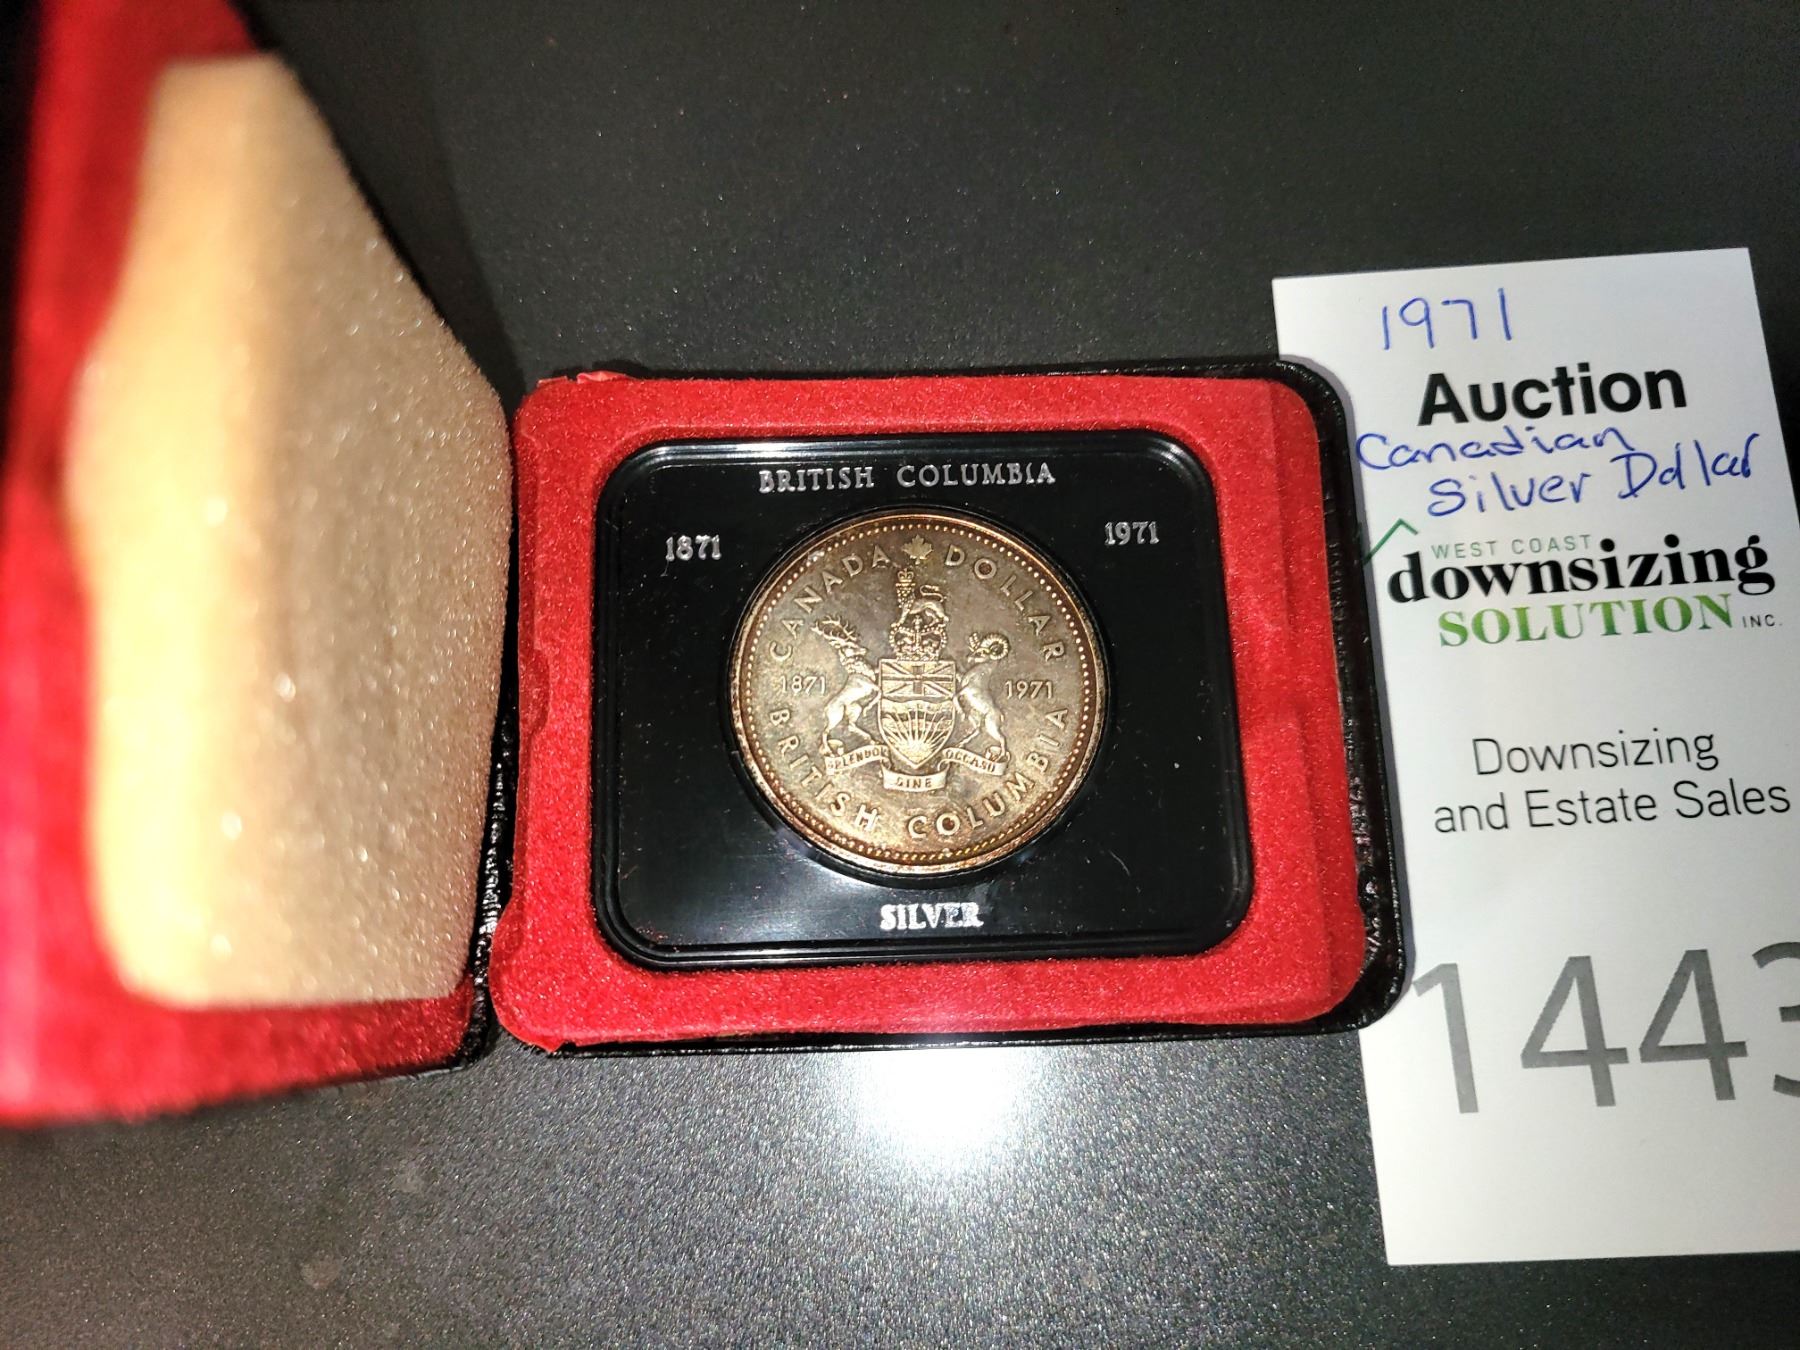 BRITISH COLUMBIA
1871 1971
CANADA DOLLAR
1871 1971
SPLENDOR SINE OCCASU
BRITISH COLUMBIA
SILVER
1971
Auction
Canadian
Silver Dollar
WEST COAST
downsizing
SOLUTION INC.
Downsizing
and Estate Sales
1443